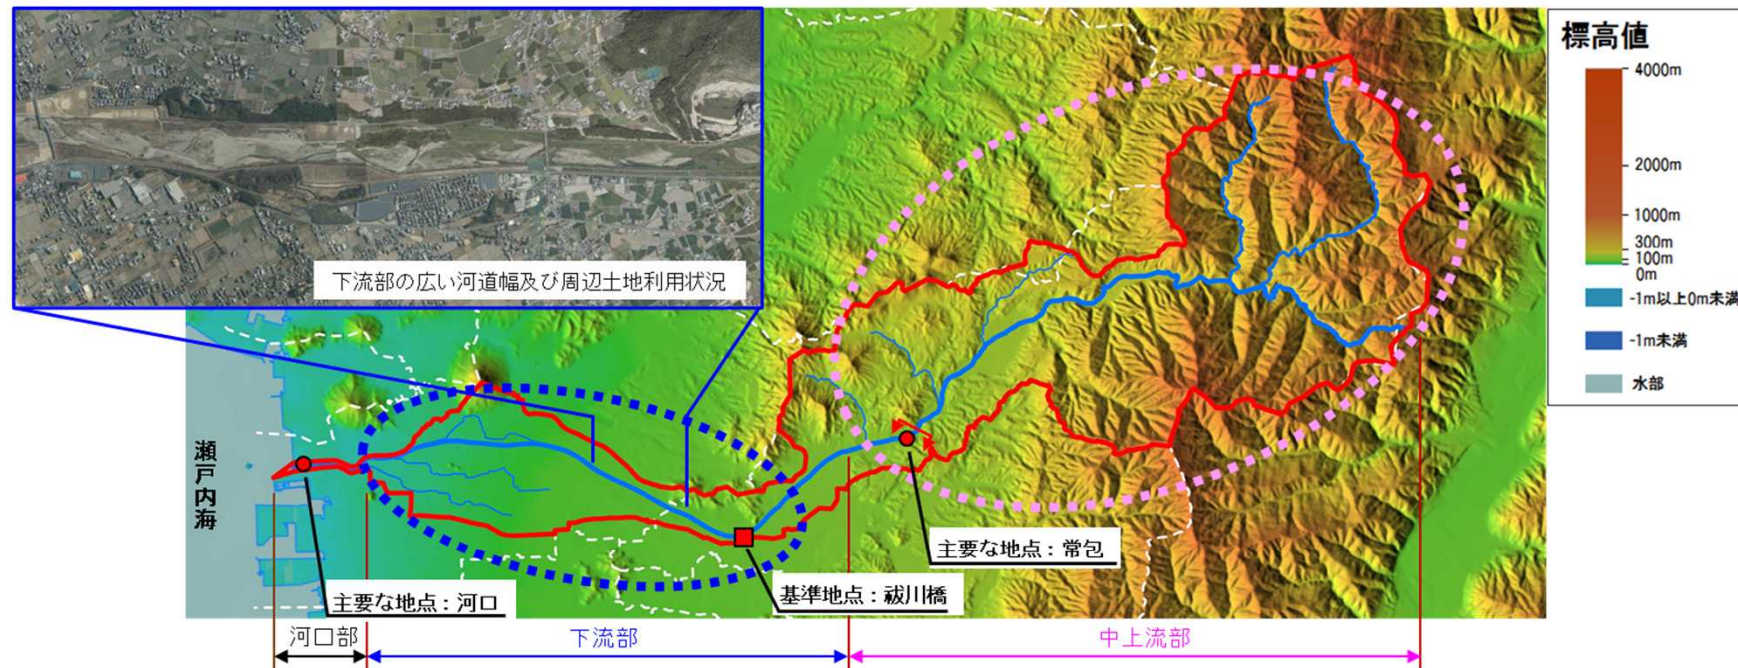 下流部の広い河道幅及び周辺土地利用状況
標高値
4000m
2000m
1000m
300m
100m
0m
-1m以上0m未満
-1m未満
水部
瀬戸内海
主要な地点：河口
基準地点：祓川橋
主要な地点：常包
河口部
下流部
中上流部